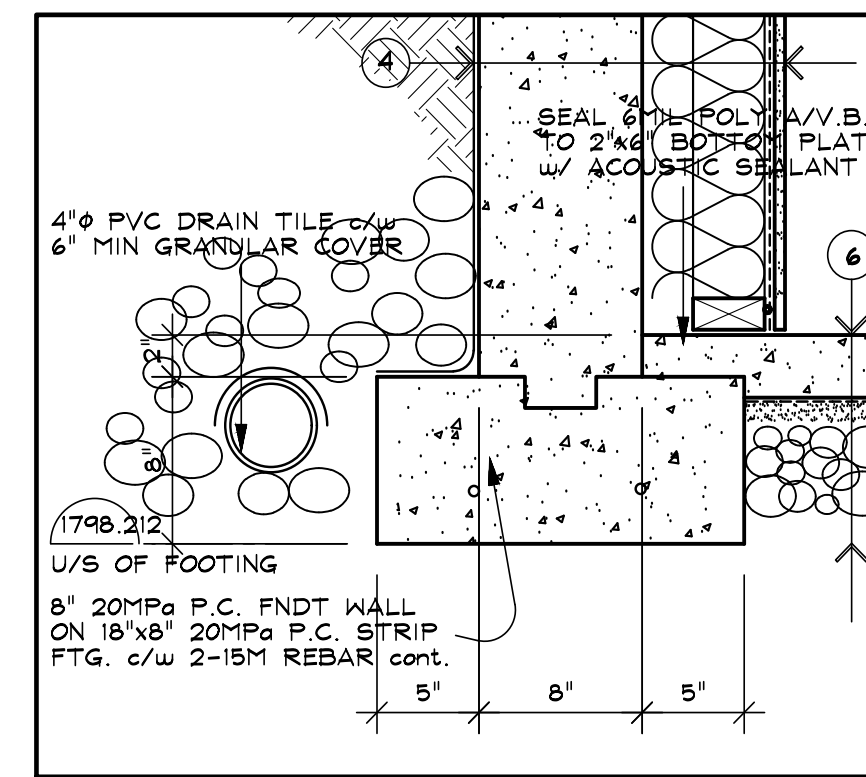 4
SEAL 6MIL POLY A/V.B.
TO 2"x6" BOTTOM PLAT
w/ ACOUSTIC SEALANT
4"ϕ PVC DRAIN TILE c/w
6" MIN GRANULAR COVER
6
2"
8"
1798.212
U/S OF FOOTING
8" 20MPa P.C. FNDT WALL
ON 18"x8" 20MPa P.C. STRIP
FTG. c/w 2-15M REBAR cont.
5" 8" 5"